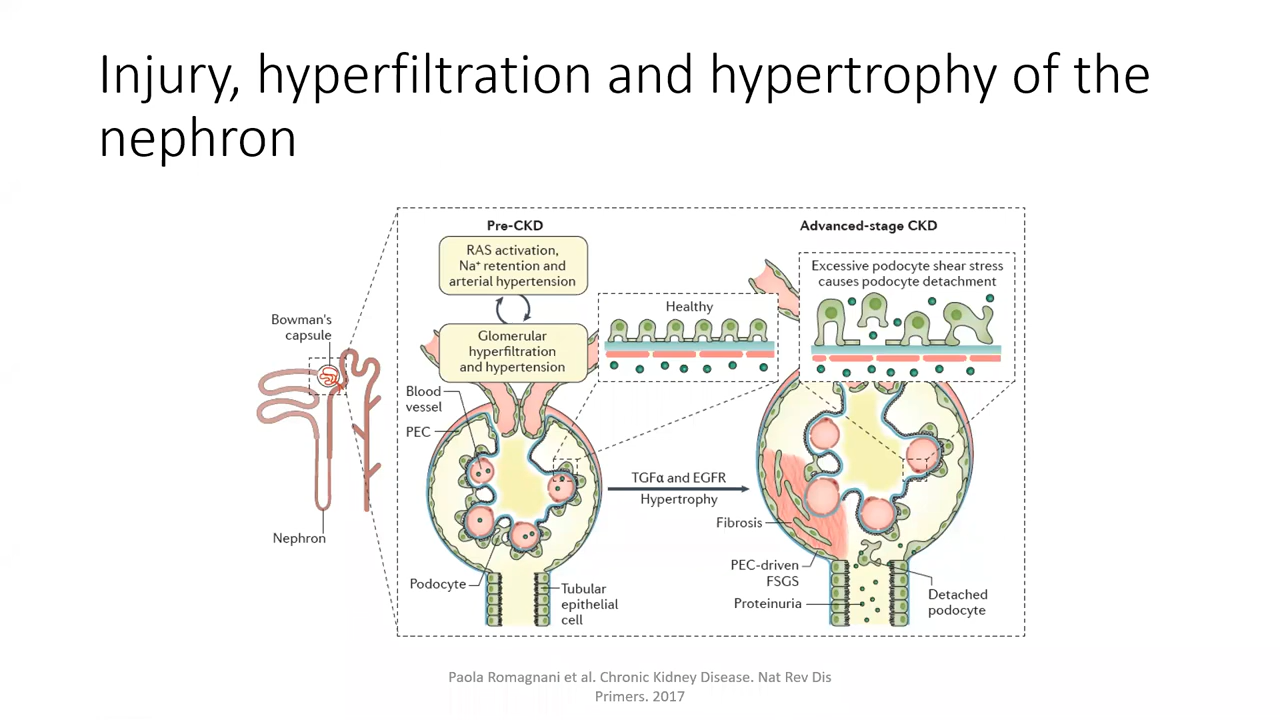 Injury, hyperfiltration and hypertrophy of the
nephron
Pre-CKD
RAS activation,
Na⁺ retention and
arterial hypertension
Glomerular
hyperfiltration
and hypertension
Healthy
Advanced-stage CKD
Excessive podocyte shear stress
causes podocyte detachment
Bowman's
capsule
Nephron
Blood
vessel
PEC
Podocyte
Tubular
epithelial
cell
TGFα and EGFR
Hypertrophy
Fibrosis
PEC-driven
FSGS
Proteinuria
Detached
podocyte
Paola Romagnani et al. Chronic Kidney Disease. Nat Rev Dis
Primers. 2017